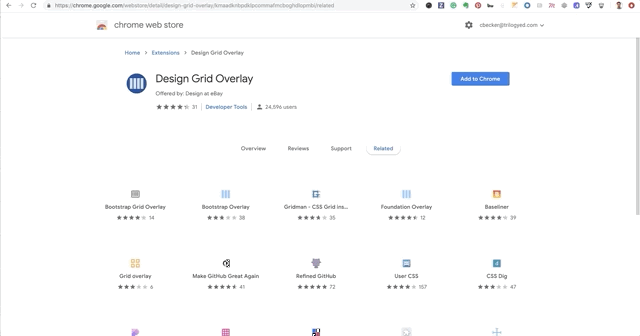 https://chrome.google.com/webstore/detail/design-grid-overlay/kmaadknbpdklpcommafmcboghdlopmbi/related
chrome web store
cbecker@trilogyed.com
Home > Extensions > Design Grid Overlay
Design Grid Overlay
Offered by: Design at eBay
31 Developer Tools 24,596 users
Add to Chrome
Overview Reviews Support Related
Bootstrap Grid Overlay Bootstrap Overlay Gridman - CSS Grid ins... Foundation Overlay Baseliner
14 38 35 12 39
Grid overlay Make GitHub Great Again Refined GitHub User CSS CSS Dig
6 41 72 157 47